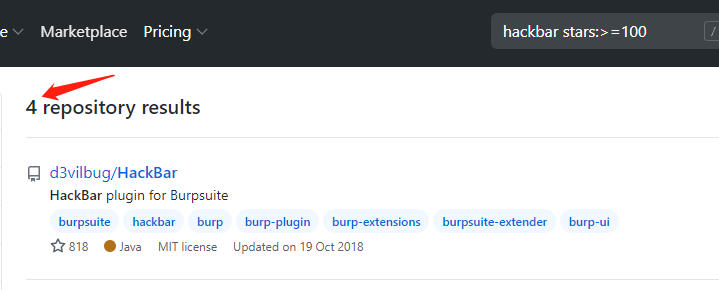 e Marketplace Pricing hackbar stars:>=100 /
4 repository results
d3vilbug/HackBar
HackBar plugin for Burpsuite
burpsuite hackbar burp burp-plugin burp-extensions burpsuite-extender burp-ui
818 Java MIT license Updated on 19 Oct 2018